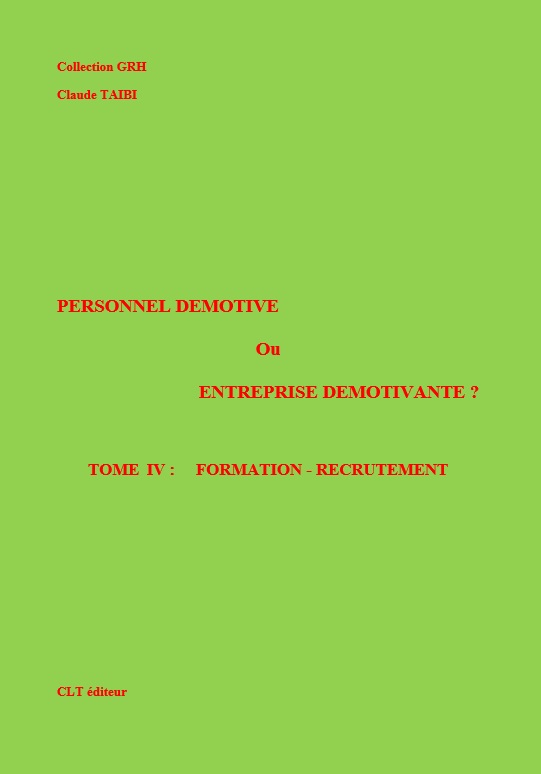 Collection GRH
Claude TAIBI
PERSONNEL DEMOTIVE
Ou
ENTREPRISE DEMOTIVANTE ?
TOME IV : FORMATION - RECRUTEMENT
CLT éditeur